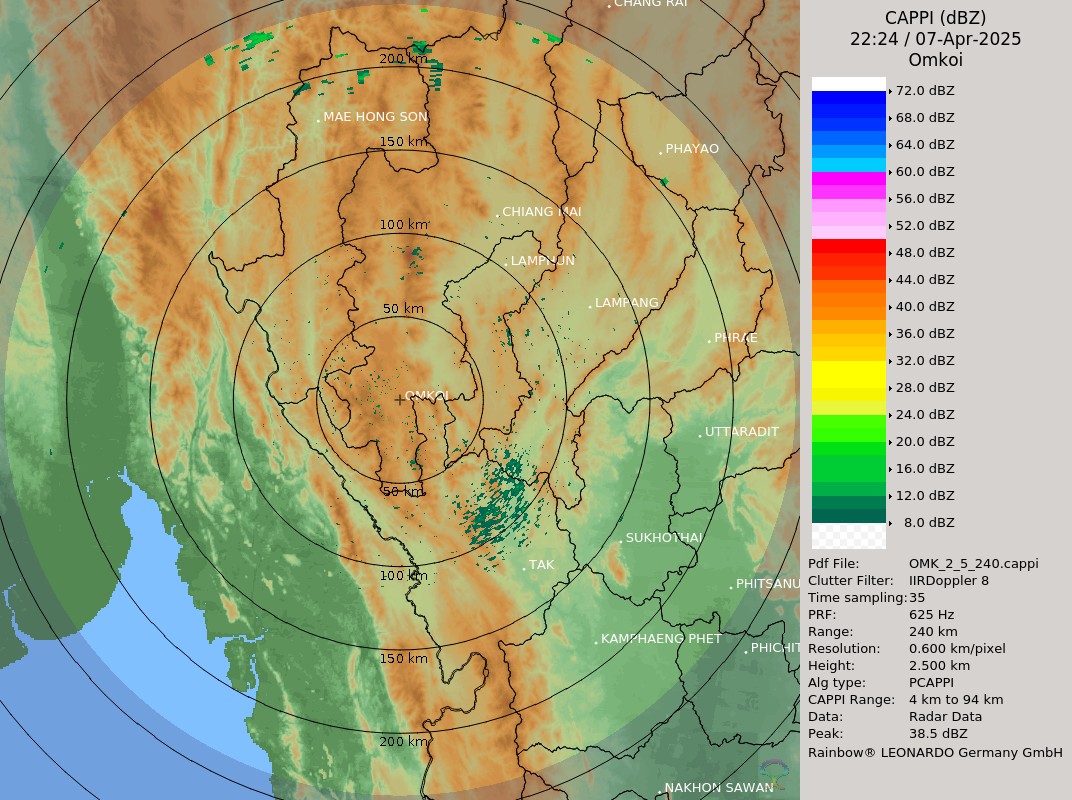 CHANG RAI
200 km
MAE HONG SON
150 km
PHAYAO
CHIANG MAI
100 km
LAMPHUN
LAMPANG
50 km
PHRAE
OMKOI
UTTARADIT
50 km
SUKHOTHAI
TAK
100 km
PHITSANU
KAMPHAENG PHET
PHICHIT
150 km
200 km
NAKHON SAWAN
CAPPI (dBZ)
22:24 / 07-Apr-2025
Omkoi
72.0 dBZ
68.0 dBZ
64.0 dBZ
60.0 dBZ
56.0 dBZ
52.0 dBZ
48.0 dBZ
44.0 dBZ
40.0 dBZ
36.0 dBZ
32.0 dBZ
28.0 dBZ
24.0 dBZ
20.0 dBZ
16.0 dBZ
12.0 dBZ
8.0 dBZ
Pdf File: OMK_2_5_240.cappi
Clutter Filter: IIRDoppler 8
Time sampling:35
PRF: 625 Hz
Range: 240 km
Resolution: 0.600 km/pixel
Height: 2.500 km
Alg type: PCAPPI
CAPPI Range: 4 km to 94 km
Data: Radar Data
Peak: 38.5 dBZ
Rainbow® LEONARDO Germany GmbH